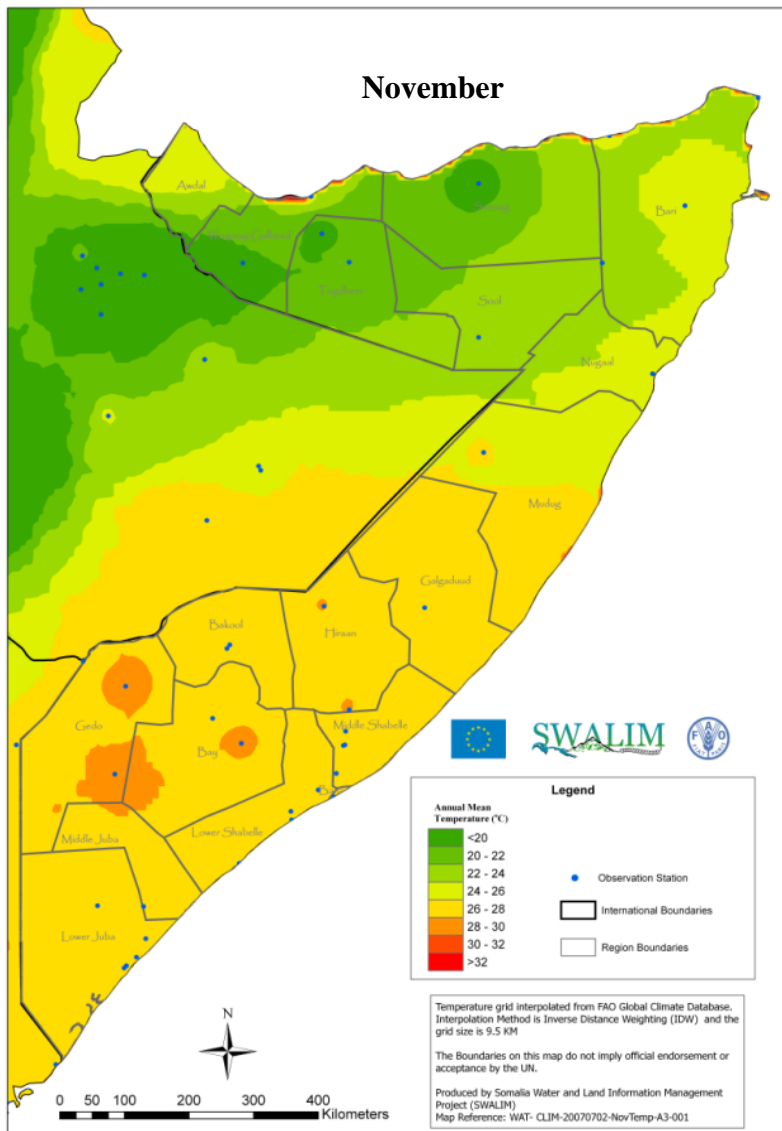 November
Awdal
Sanaag
Bari
Woqooyi Galbeed
Togdheer
Sool
Nugaal
Mudug
Galgaduud
Bakool
Hiraan
Gedo
Middle Shabelle
Bay
Lower Shabelle
Middle Juba
Lower Juba
SWALIM
FAO
FIAT PANIS
Legend
Annual Mean
Temperature (°C)
<20
20 - 22
22 - 24
24 - 26
26 - 28
28 - 30
30 - 32
>32
Observation Station
International Boundaries
Region Boundaries
N
0 50 100 200 300 400
Kilometers
Temperature grid interpolated from FAO Global Climate Database.
Interpolation Method is Inverse Distance Weighting (IDW) and the
grid size is 9.5 KM
The Boundaries on this map do not imply official endorsement or
acceptance by the UN.
Produced by Somalia Water and Land Information Management
Project (SWALIM)
Map Reference: WAT- CLIM-20070702-NovTemp-A3-001